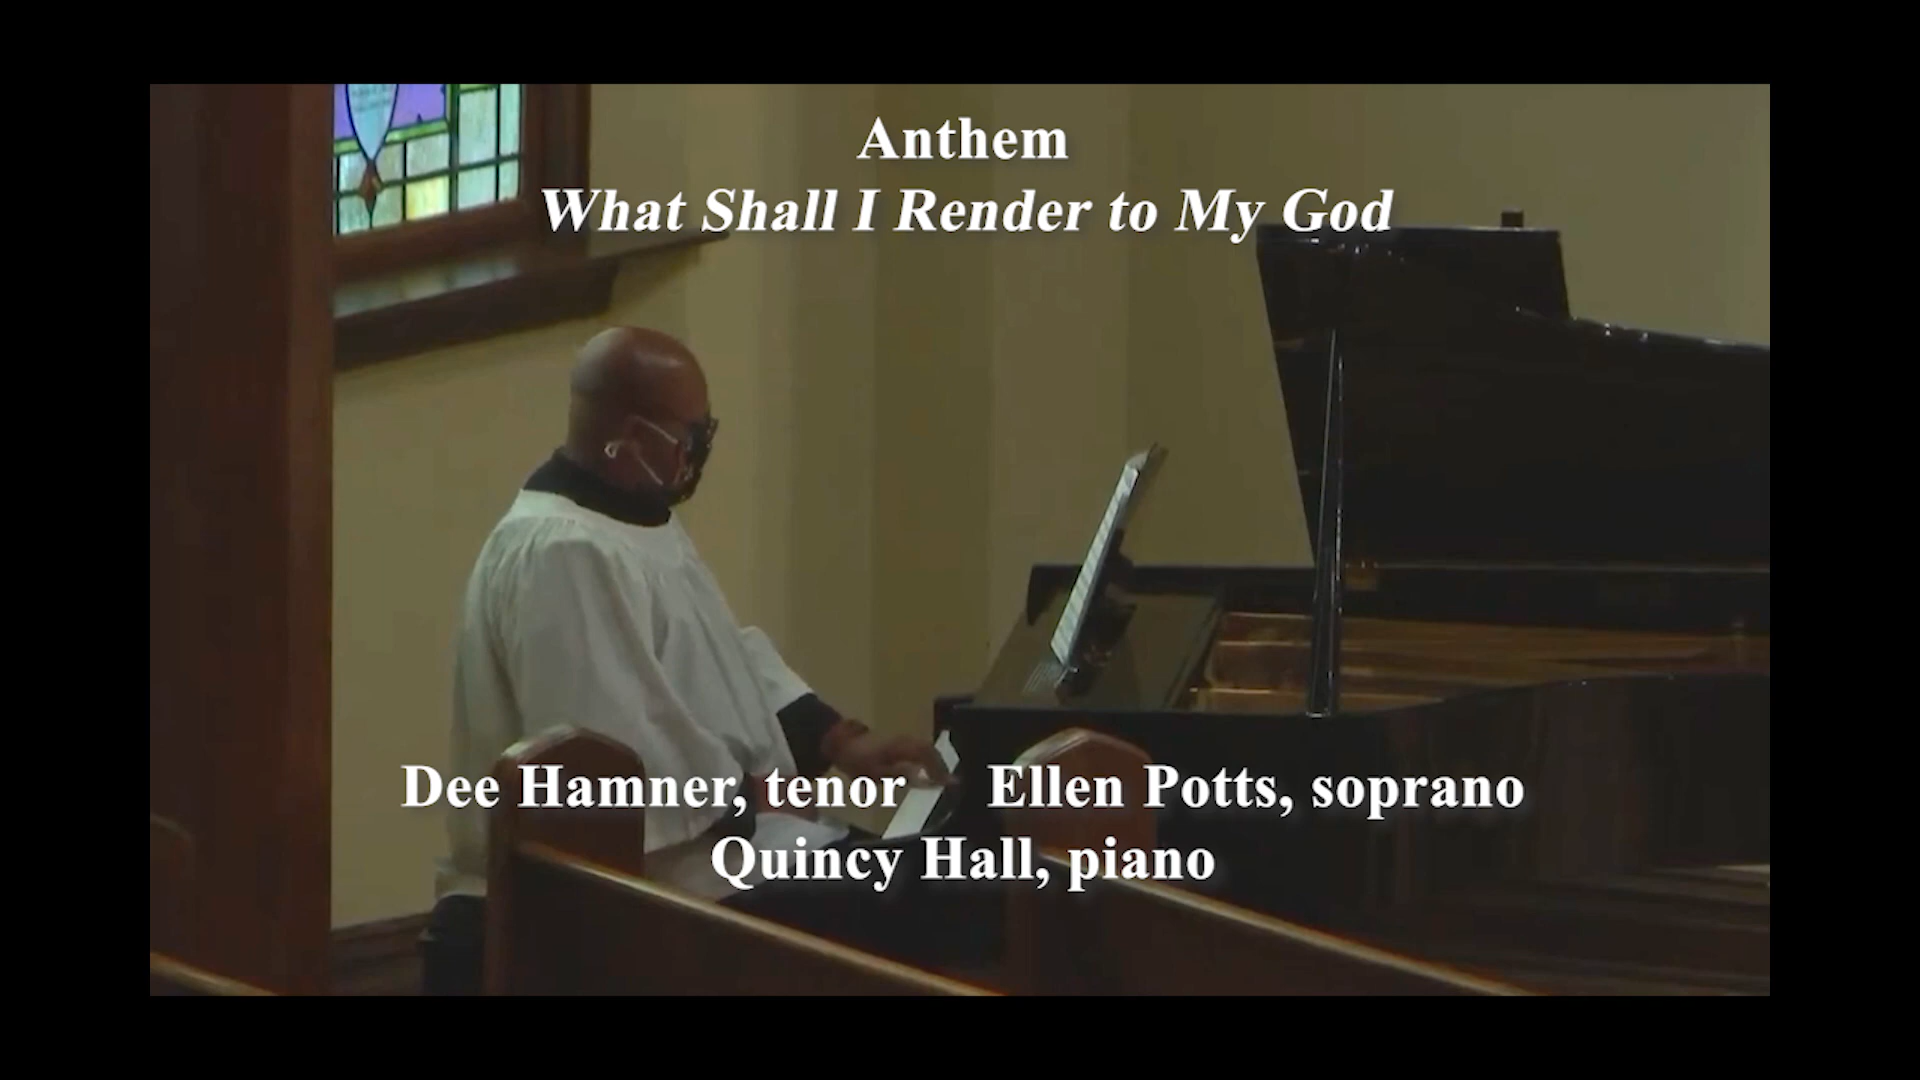 Anthem
What Shall I Render to My God
Dee Hamner, tenor Ellen Potts, soprano
Quincy Hall, piano